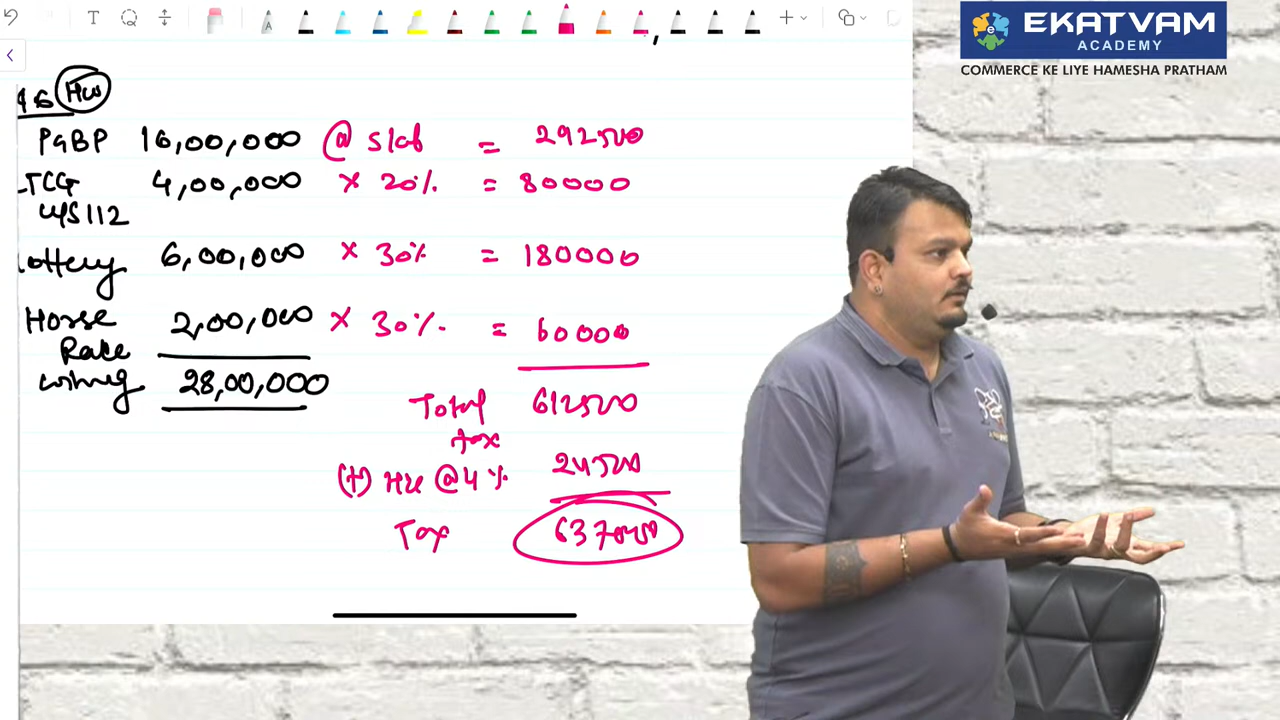 EKATVAM
ACADEMY
COMMERCE KE LIYE HAMESHA PRATHAM
46 HW
PGBP 16,00,000 @ slab = 292500
LTCG 4,00,000 × 20% = 80000
u/s 112
Lottery 6,00,000 × 30% = 180000
Horse 2,00,000 × 30% = 60000
Race
28,00,000
Total 612500
tax
(+) HEC @ 4% 24500
Tax 637000